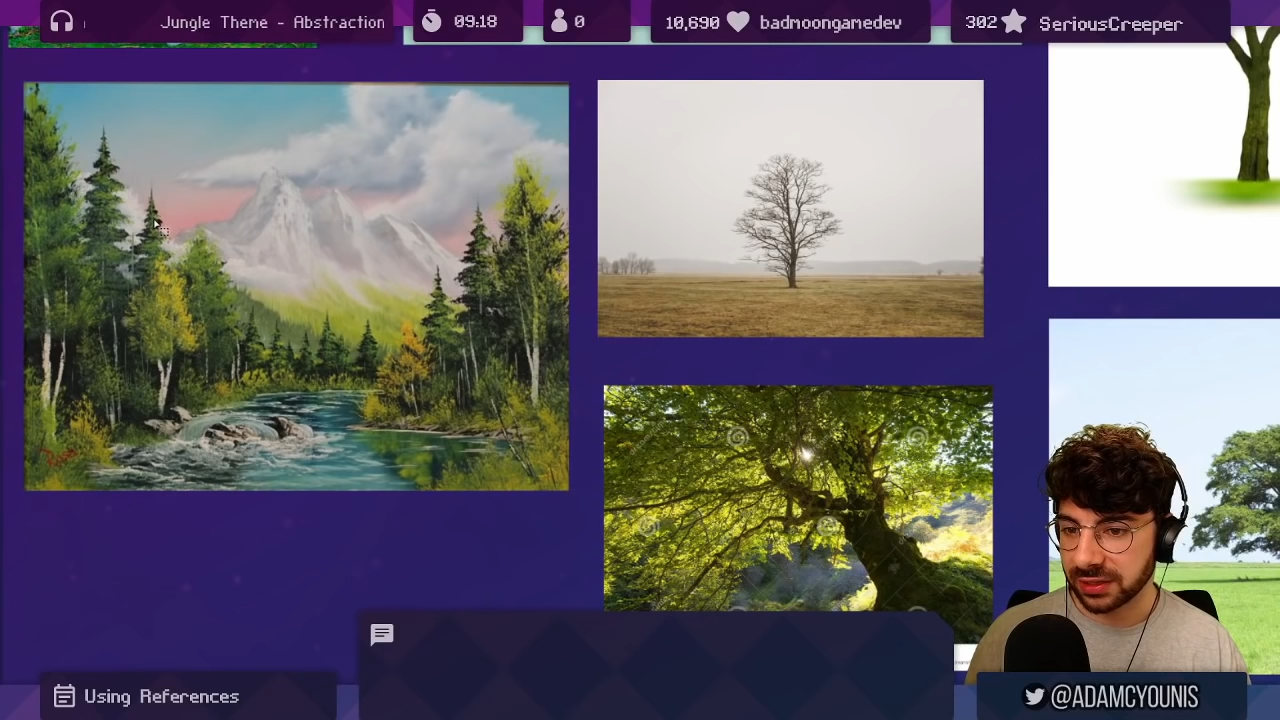 Jungle Theme - Abstraction
09:18
0
10,690 badmoongamedev
302 SeriousCreeper
Using References
@ADAMCYOUNIS